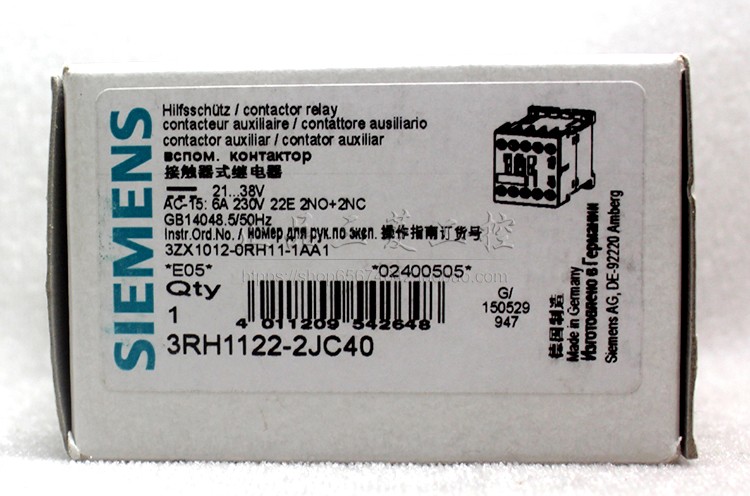 SIEMENS
Hilfsschütz / contactor relay
contacteur auxiliaire / contattore ausiliario
contactor auxiliar / contator auxiliar
вспом. контактор
接触器式继电器
21...38V
AC-15: 6A 230V 22E 2NO+2NC
GB14048.5/50Hz
Instr.Ord.No./ номер для рук.по эксп. 操作指南订货号
3ZX1012-0RH11-1AA1
*E05* *02400505*
Qty
1
4 011209 542648
G/
150529
947
3RH1122-2JC40
德国制造
Made in Germany
Изготовлено в Германии
Siemens AG, DE-92220 Amberg